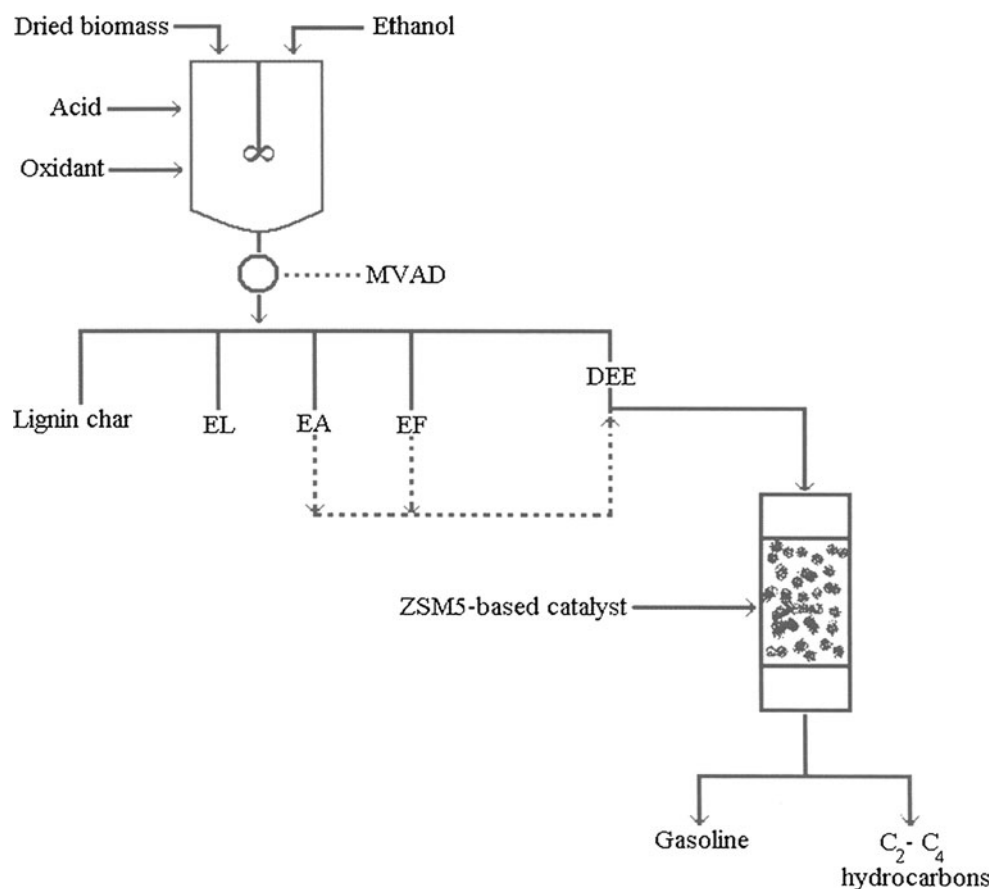 Dried biomass
Ethanol
Acid
Oxidant
MVAD
DEE
Lignin char
EL
EA
EF
ZSM5-based catalyst
Gasoline
C₂- C₄
hydrocarbons